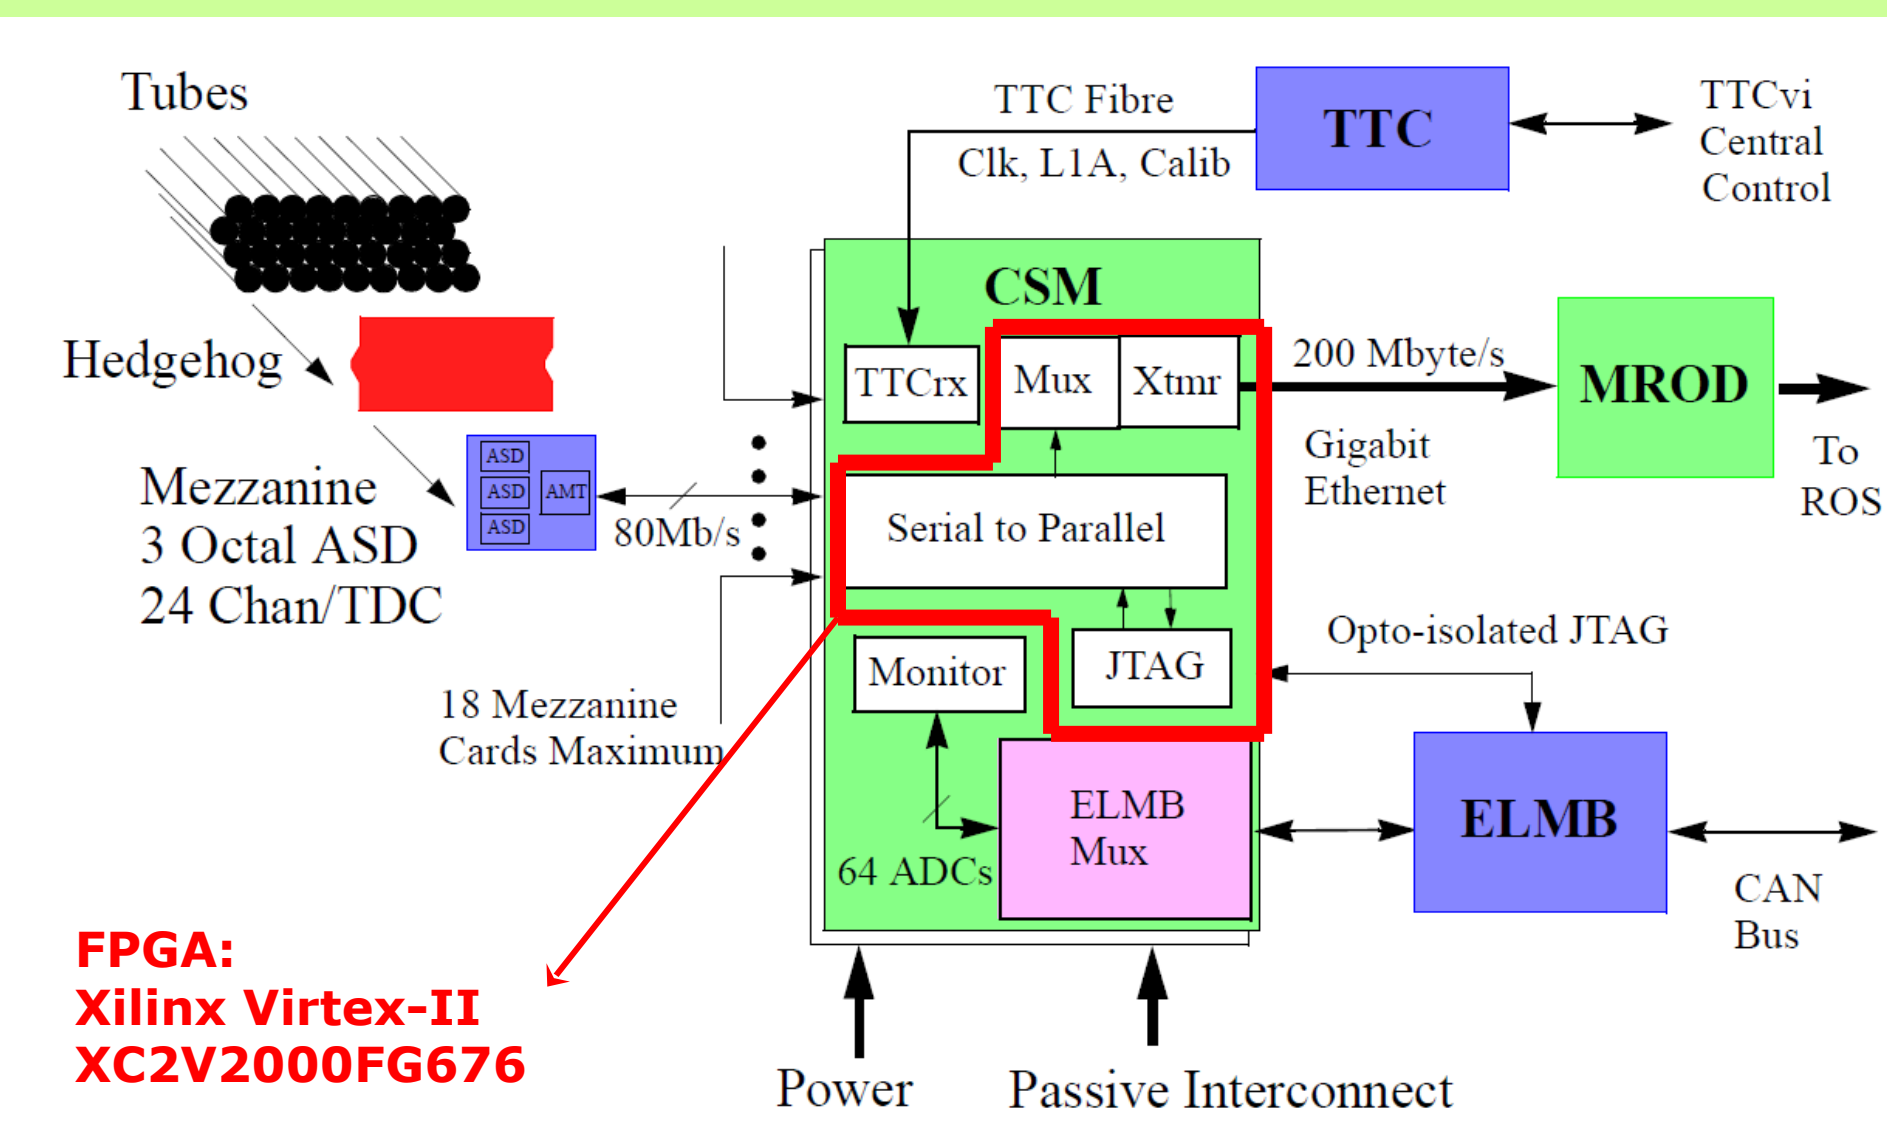 Tubes
TTC Fibre
Clk, L1A, Calib
TTC
TTCvi
Central
Control
Hedgehog
CSM
TTCrx
Mux
Xtmr
200 Mbyte/s
Gigabit
Ethernet
MROD
To
ROS
Mezzanine
3 Octal ASD
24 Chan/TDC
ASD
ASD
ASD
AMT
80Mb/s
Serial to Parallel
18 Mezzanine
Cards Maximum
Monitor
JTAG
Opto-isolated JTAG
64 ADCs
ELMB
Mux
ELMB
CAN
Bus
FPGA:
Xilinx Virtex-II
XC2V2000FG676
Power
Passive Interconnect